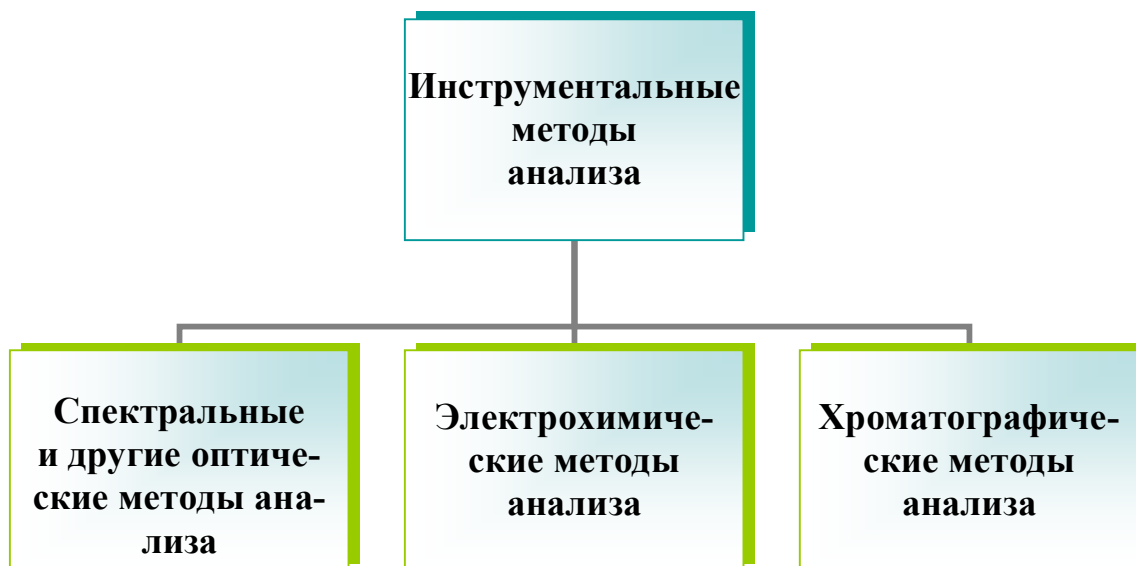 Инструментальные
методы
анализа
Спектральные
и другие оптиче-
ские методы ана-
лиза
Электрохимиче-
ские методы
анализа
Хроматографиче-
ские методы
анализа